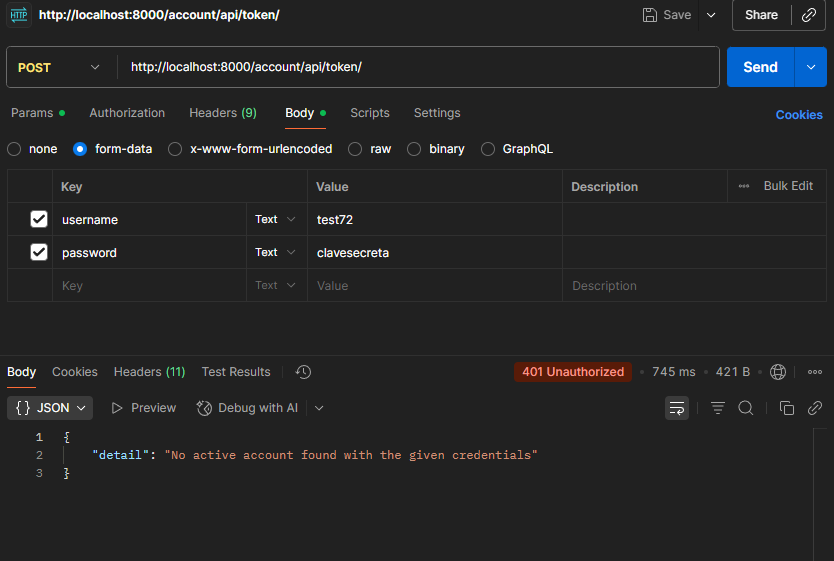 HTTP http://localhost:8000/account/api/token/ Save Share
POST http://localhost:8000/account/api/token/ Send
Params Authorization Headers (9) Body Scripts Settings Cookies
none form-data x-www-form-urlencoded raw binary GraphQL
Key Value Description Bulk Edit
username Text test72
password Text clavesecreta
Key Text Value Description
Body Cookies Headers (11) Test Results 401 Unauthorized 745 ms 421 B
{} JSON Preview Debug with AI
1 {
2 "detail": "No active account found with the given credentials"
3 }